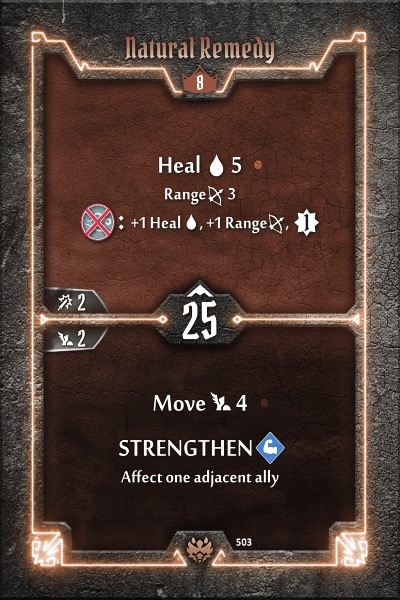 Natural Remedy
8
Heal 5
Range 3
: +1 Heal , +1 Range , 1
2
25
2
Move 4
STRENGTHEN
Affect one adjacent ally
503